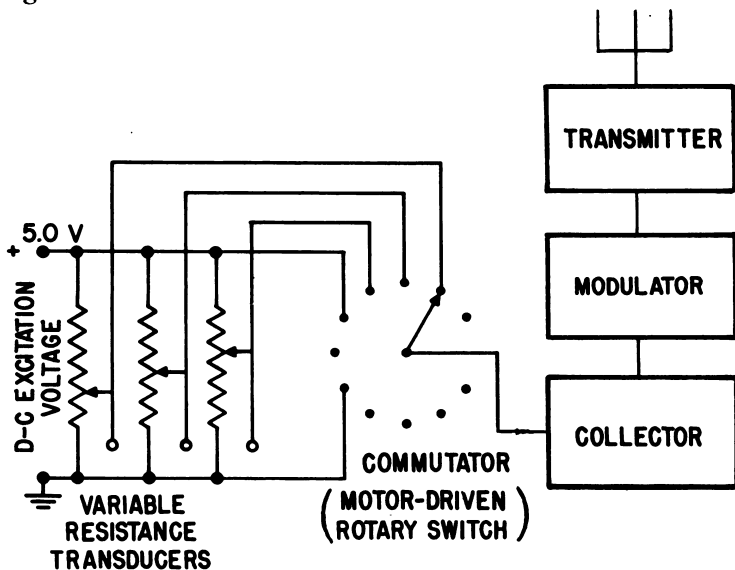 TRANSMITTER
+ 5.0 V
D-C EXCITATION
VOLTAGE
MODULATOR
COLLECTOR
COMMUTATOR
(MOTOR-DRIVEN
ROTARY SWITCH)
VARIABLE
RESISTANCE
TRANSDUCERS